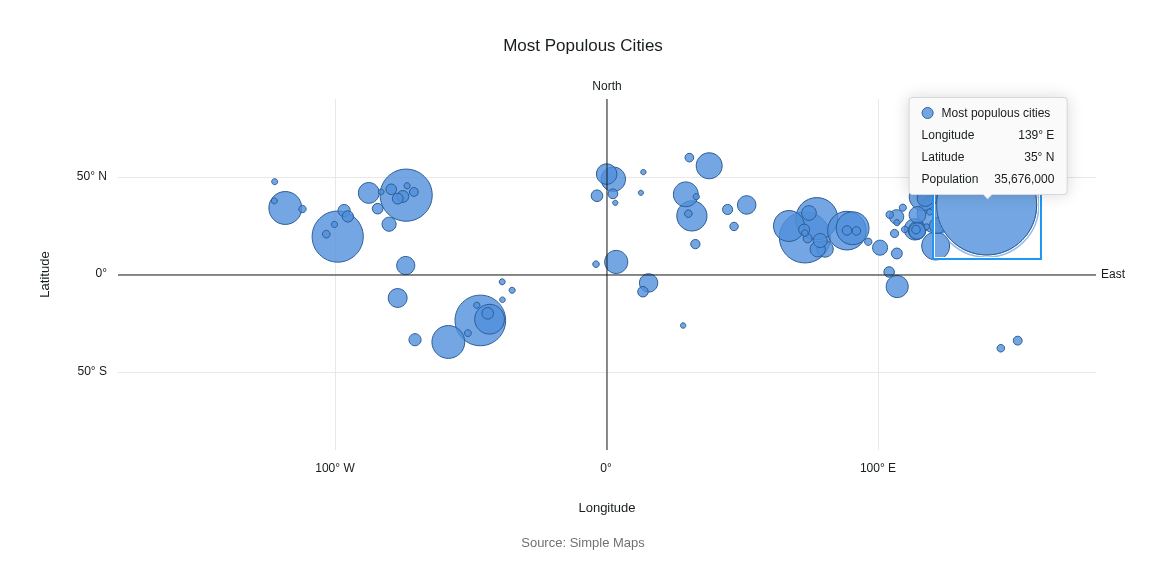 Most Populous Cities
North
Most populous cities
Longitude 139° E
Latitude 35° N
Population 35,676,000
50° N
0°
50° S
Latitude
East
100° W
0°
100° E
Longitude
Source: Simple Maps